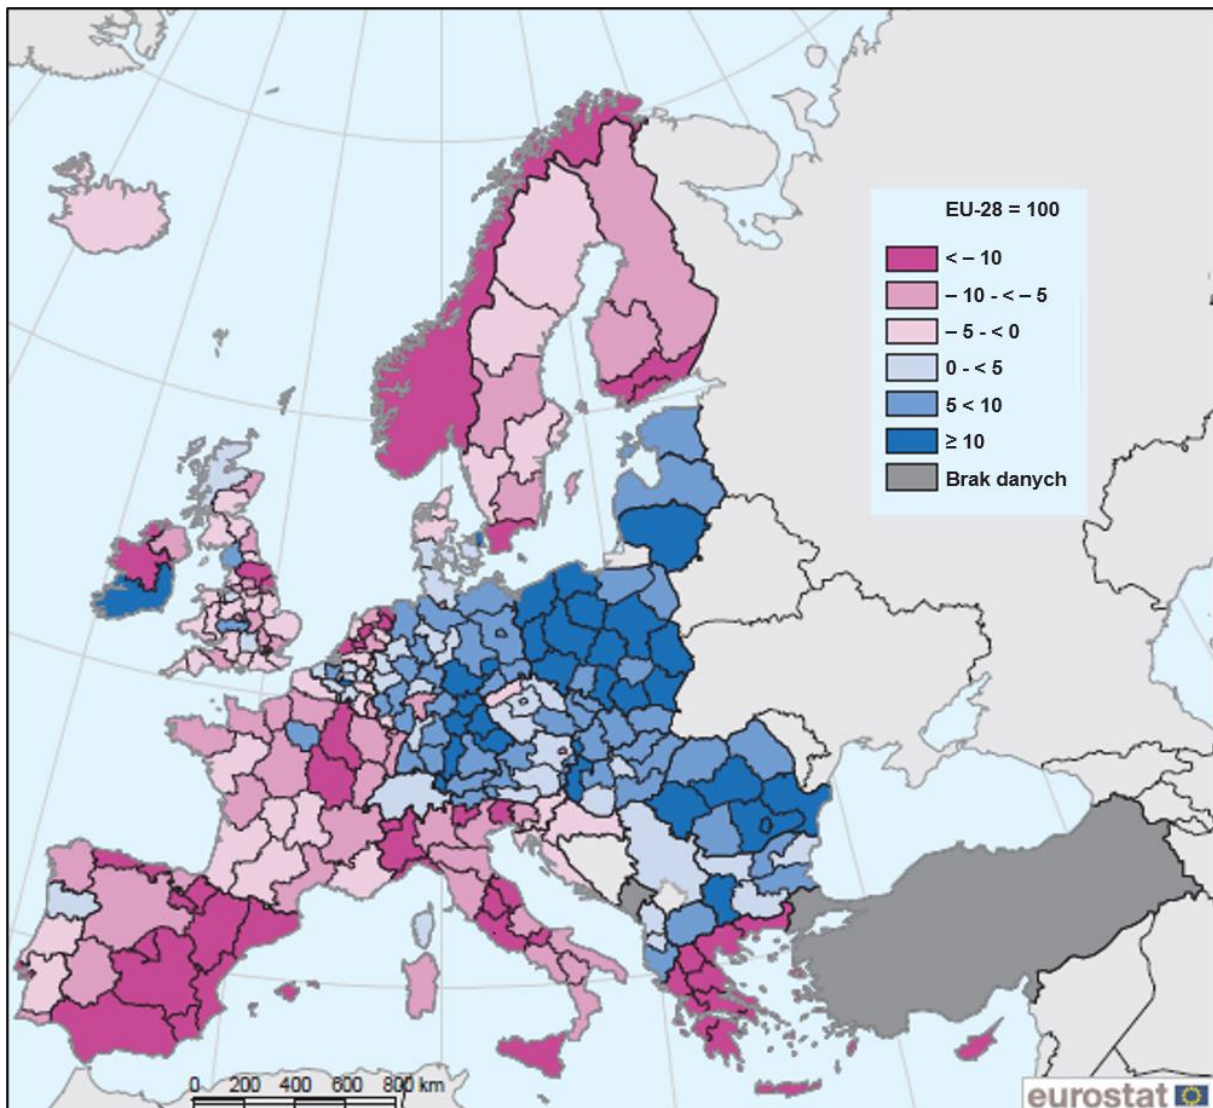 EU-28 = 100
< – 10
– 10 - < – 5
– 5 - < 0
0 - < 5
5 < 10
≥ 10
Brak danych
0 200 400 600 800 km
eurostat